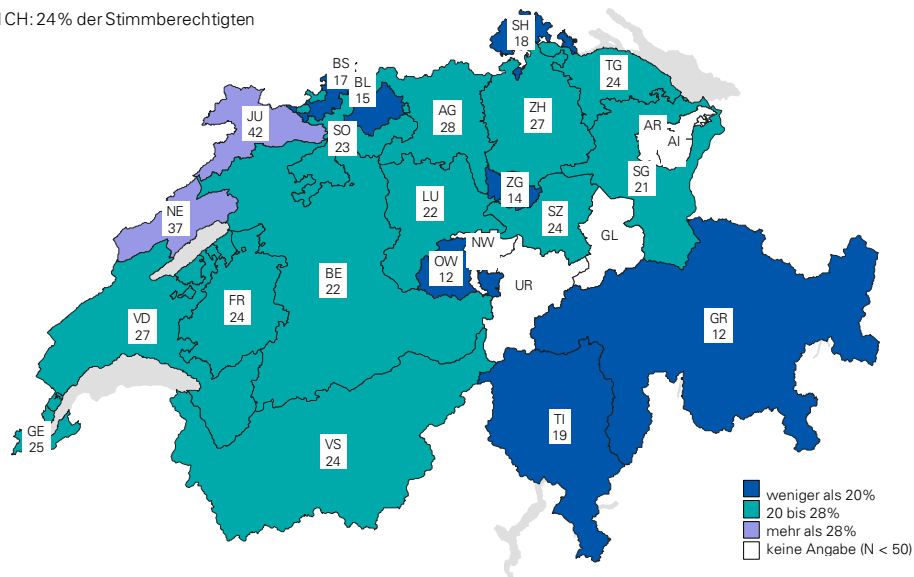 CH: 24% der Stimmberechtigten
SH
18
BS
17
BL
15
TG
24
JU
42
SO
23
AG
28
ZH
27
AR
AI
SG
21
ZG
14
LU
22
SZ
24
NE
37
NW
GL
OW
12
BE
22
UR
FR
24
VD
27
GR
12
TI
19
GE
25
VS
24
weniger als 20%
20 bis 28%
mehr als 28%
keine Angabe (N < 50)